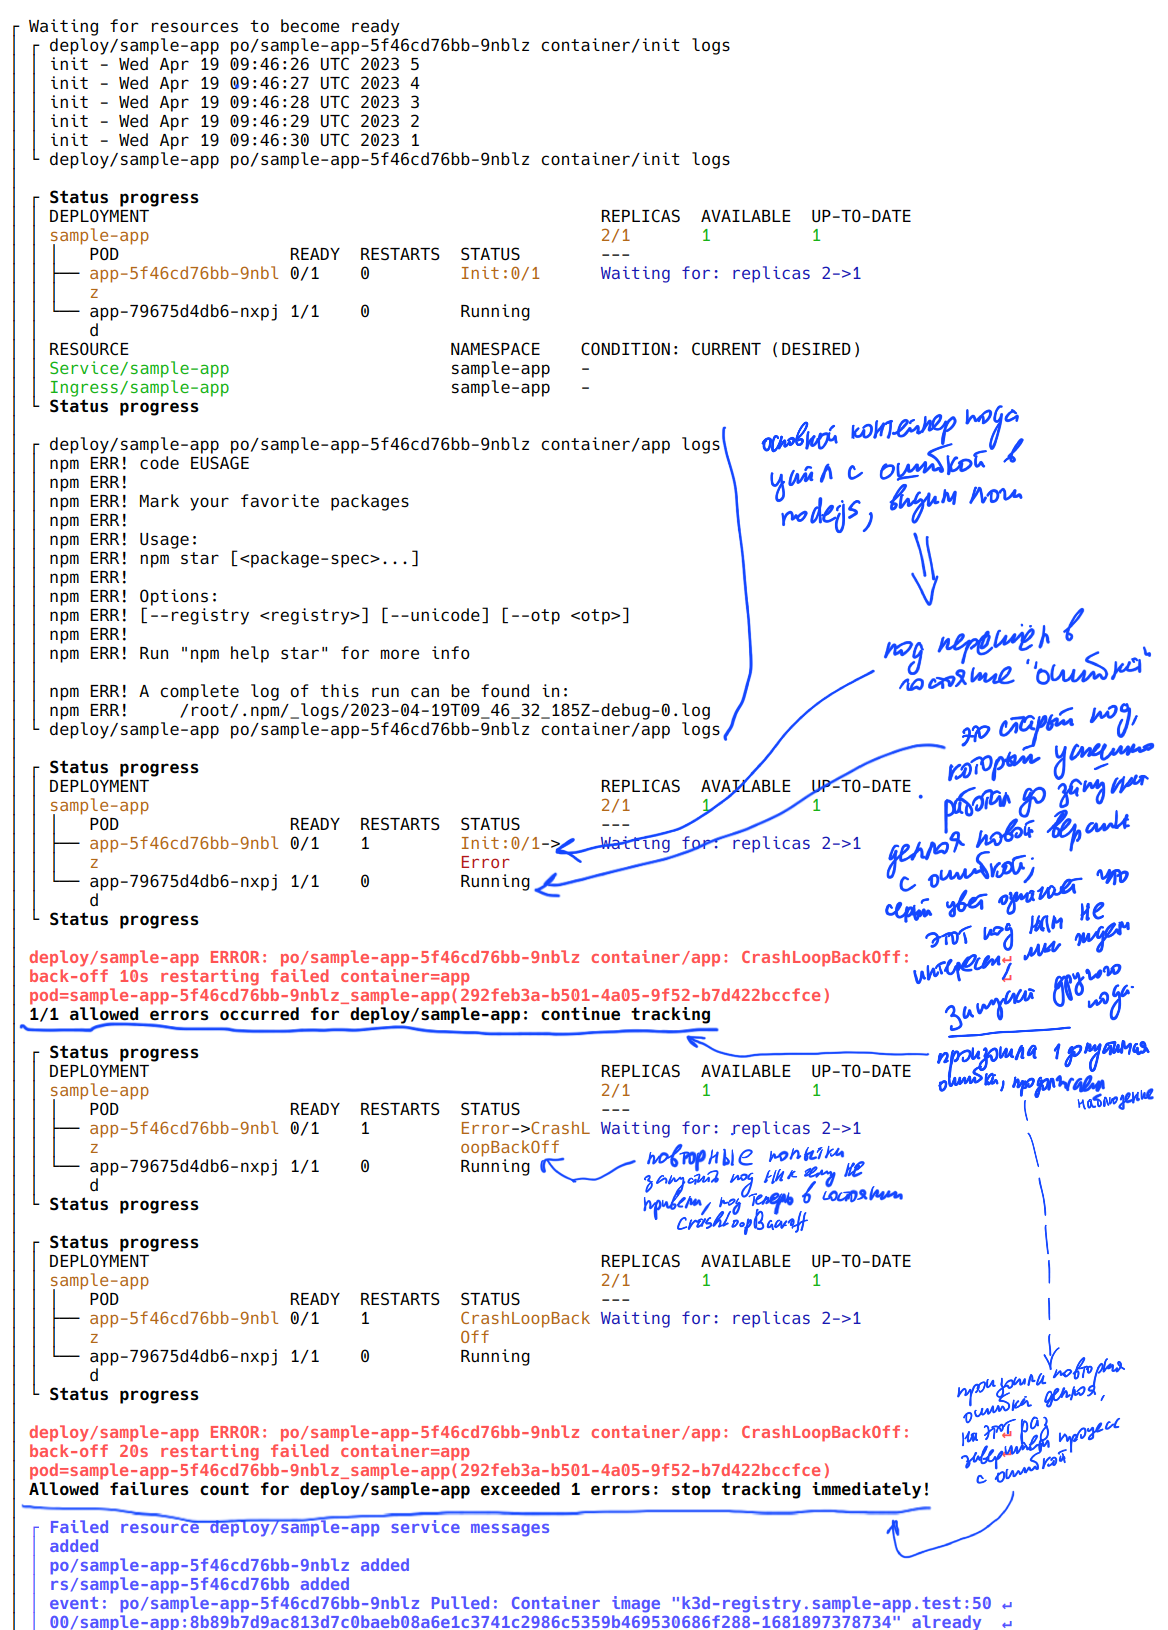 Waiting for resources to become ready
deploy/sample-app po/sample-app-5f46cd76bb-9nblz container/init logs
init - Wed Apr 19 09:46:26 UTC 2023 5
init - Wed Apr 19 09:46:27 UTC 2023 4
init - Wed Apr 19 09:46:28 UTC 2023 3
init - Wed Apr 19 09:46:29 UTC 2023 2
init - Wed Apr 19 09:46:30 UTC 2023 1
deploy/sample-app po/sample-app-5f46cd76bb-9nblz container/init logs
Status progress
DEPLOYMENT REPLICAS AVAILABLE UP-TO-DATE
sample-app 2/1 1 1
POD READY RESTARTS STATUS ---
app-5f46cd76bb-9nbl 0/1 0 Init:0/1 Waiting for: replicas 2->1
z
app-79675d4db6-nxpj 1/1 0 Running
d
RESOURCE NAMESPACE CONDITION: CURRENT (DESIRED)
Service/sample-app sample-app -
Ingress/sample-app sample-app -
Status progress
deploy/sample-app po/sample-app-5f46cd76bb-9nblz container/app logs
npm ERR! code EUSAGE
npm ERR!
npm ERR! Mark your favorite packages
npm ERR!
npm ERR! Usage:
npm ERR! npm star [<package-spec>...]
npm ERR!
npm ERR! Options:
npm ERR! [--registry <registry>] [--unicode] [--otp <otp>]
npm ERR!
npm ERR! Run "npm help star" for more info
npm ERR! A complete log of this run can be found in:
npm ERR!     /root/.npm/_logs/2023-04-19T09_46_32_185Z-debug-0.log
deploy/sample-app po/sample-app-5f46cd76bb-9nblz container/app logs
основной контейнер пода
упал с ошибкой в
nodejs, видим логи
под перешёл в
состояние "ошибкой"
это старый под,
который успешно
работал до запуска
деплоя новой версии
с ошибкой;
серый цвет означает что
этот под нам не
интересен, мы ждем
запуска другого
пода
Status progress
DEPLOYMENT REPLICAS AVAILABLE UP-TO-DATE
sample-app 2/1 1 1
POD READY RESTARTS STATUS ---
app-5f46cd76bb-9nbl 0/1 1 Init:0/1-> Waiting for: replicas 2->1
z Error
app-79675d4db6-nxpj 1/1 0 Running
d
Status progress
deploy/sample-app ERROR: po/sample-app-5f46cd76bb-9nblz container/app: CrashLoopBackOff: ↵
back-off 10s restarting failed container=app ↵
pod=sample-app-5f46cd76bb-9nblz_sample-app(292feb3a-b501-4a05-9f52-b7d422bccfce)
1/1 allowed errors occurred for deploy/sample-app: continue tracking
произошла 1 допустимая
ошибка, продолжаем
наблюдение
Status progress
DEPLOYMENT REPLICAS AVAILABLE UP-TO-DATE
sample-app 2/1 1 1
POD READY RESTARTS STATUS ---
app-5f46cd76bb-9nbl 0/1 1 Error->CrashL Waiting for: replicas 2->1
z oopBackOff
app-79675d4db6-nxpj 1/1 0 Running
d
Status progress
повторные попытки
запустить под ни к чему не
привели, под теперь в состоянии
CrashLoopBackoff
Status progress
DEPLOYMENT REPLICAS AVAILABLE UP-TO-DATE
sample-app 2/1 1 1
POD READY RESTARTS STATUS ---
app-5f46cd76bb-9nbl 0/1 1 CrashLoopBack Waiting for: replicas 2->1
z Off
app-79675d4db6-nxpj 1/1 0 Running
d
Status progress
произошла повторная
ошибка деплоя,
на этот раз
завершаем процесс
с ошибкой
deploy/sample-app ERROR: po/sample-app-5f46cd76bb-9nblz container/app: CrashLoopBackOff: ↵
back-off 20s restarting failed container=app ↵
pod=sample-app-5f46cd76bb-9nblz_sample-app(292feb3a-b501-4a05-9f52-b7d422bccfce)
Allowed failures count for deploy/sample-app exceeded 1 errors: stop tracking immediately!
Failed resource deploy/sample-app service messages
added
po/sample-app-5f46cd76bb-9nblz added
rs/sample-app-5f46cd76bb added
event: po/sample-app-5f46cd76bb-9nblz Pulled: Container image "k3d-registry.sample-app.test:50 ↵
00/sample-app:8b89b7d9ac813d7c0baeb08a6e1c3741c2986c5359b469530686f288-1681897378734" already ↵